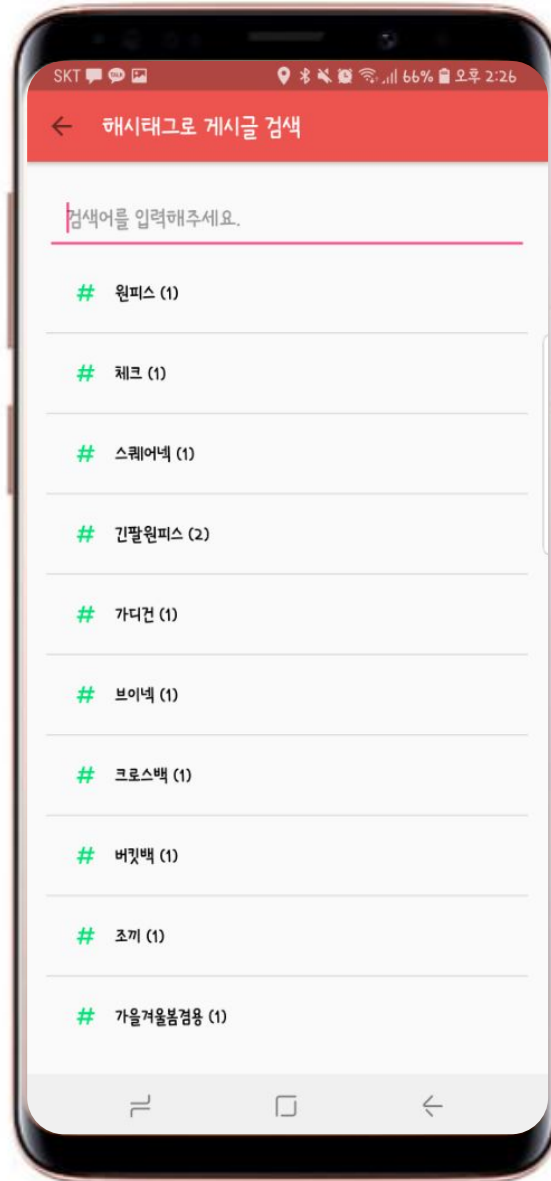 SKT 66% 오후 2:26
해시태그로 게시글 검색
검색어를 입력해주세요.
# 원피스 (1)
# 체크 (1)
# 스퀘어넥 (1)
# 긴팔원피스 (2)
# 가디건 (1)
# 브이넥 (1)
# 크로스백 (1)
# 버킷백 (1)
# 조끼 (1)
# 가을겨울봄겸용 (1)